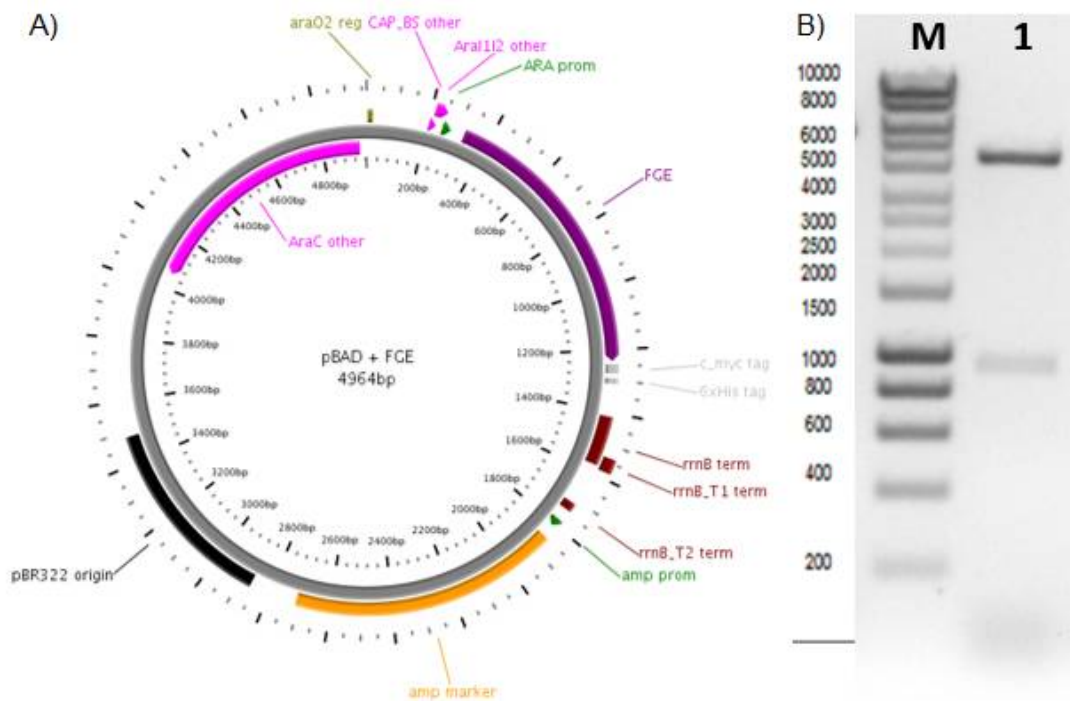 A)
araO2 reg
CAP_BS other
AraI1I2 other
ARA prom
FGE
c_myc tag
6xHis tag
rrnB term
rrnB_T1 term
rrnB_T2 term
amp prom
amp marker
pBR322 origin
AraC other
200bp
400bp
600bp
800bp
1000bp
1200bp
1400bp
1600bp
1800bp
2000bp
2200bp
2400bp
2600bp
2800bp
3000bp
3200bp
3400bp
3600bp
3800bp
4000bp
4200bp
4400bp
4600bp
4800bp
pBAD + FGE
4964bp
B)
M 1
10000
8000
6000
5000
4000
3000
2500
2000
1500
1000
800
600
400
200